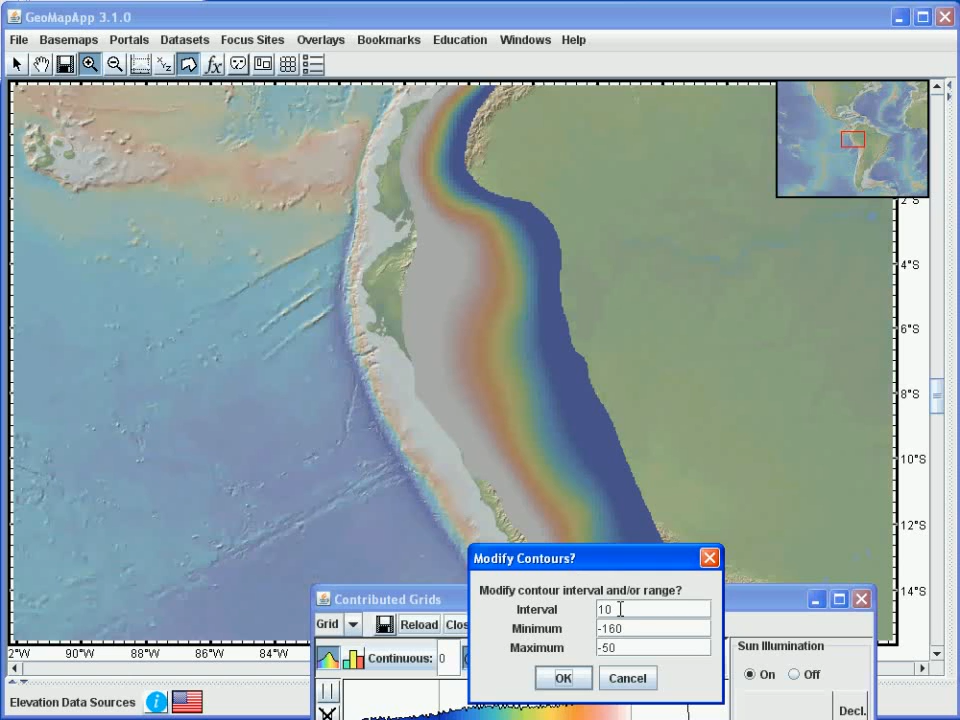 GeoMapApp 3.1.0
File Basemaps Portals Datasets Focus Sites Overlays Bookmarks Education Windows Help
2°S
4°S
6°S
8°S
10°S
12°S
14°S
2°W 90°W 88°W 86°W 84°W
Modify Contours?
Modify contour interval and/or range?
Interval 10
Minimum -160
Maximum -50
OK Cancel
Contributed Grids
Grid Reload Clos
Continuous: 0
Sun Illumination
On Off
Decl.
Elevation Data Sources